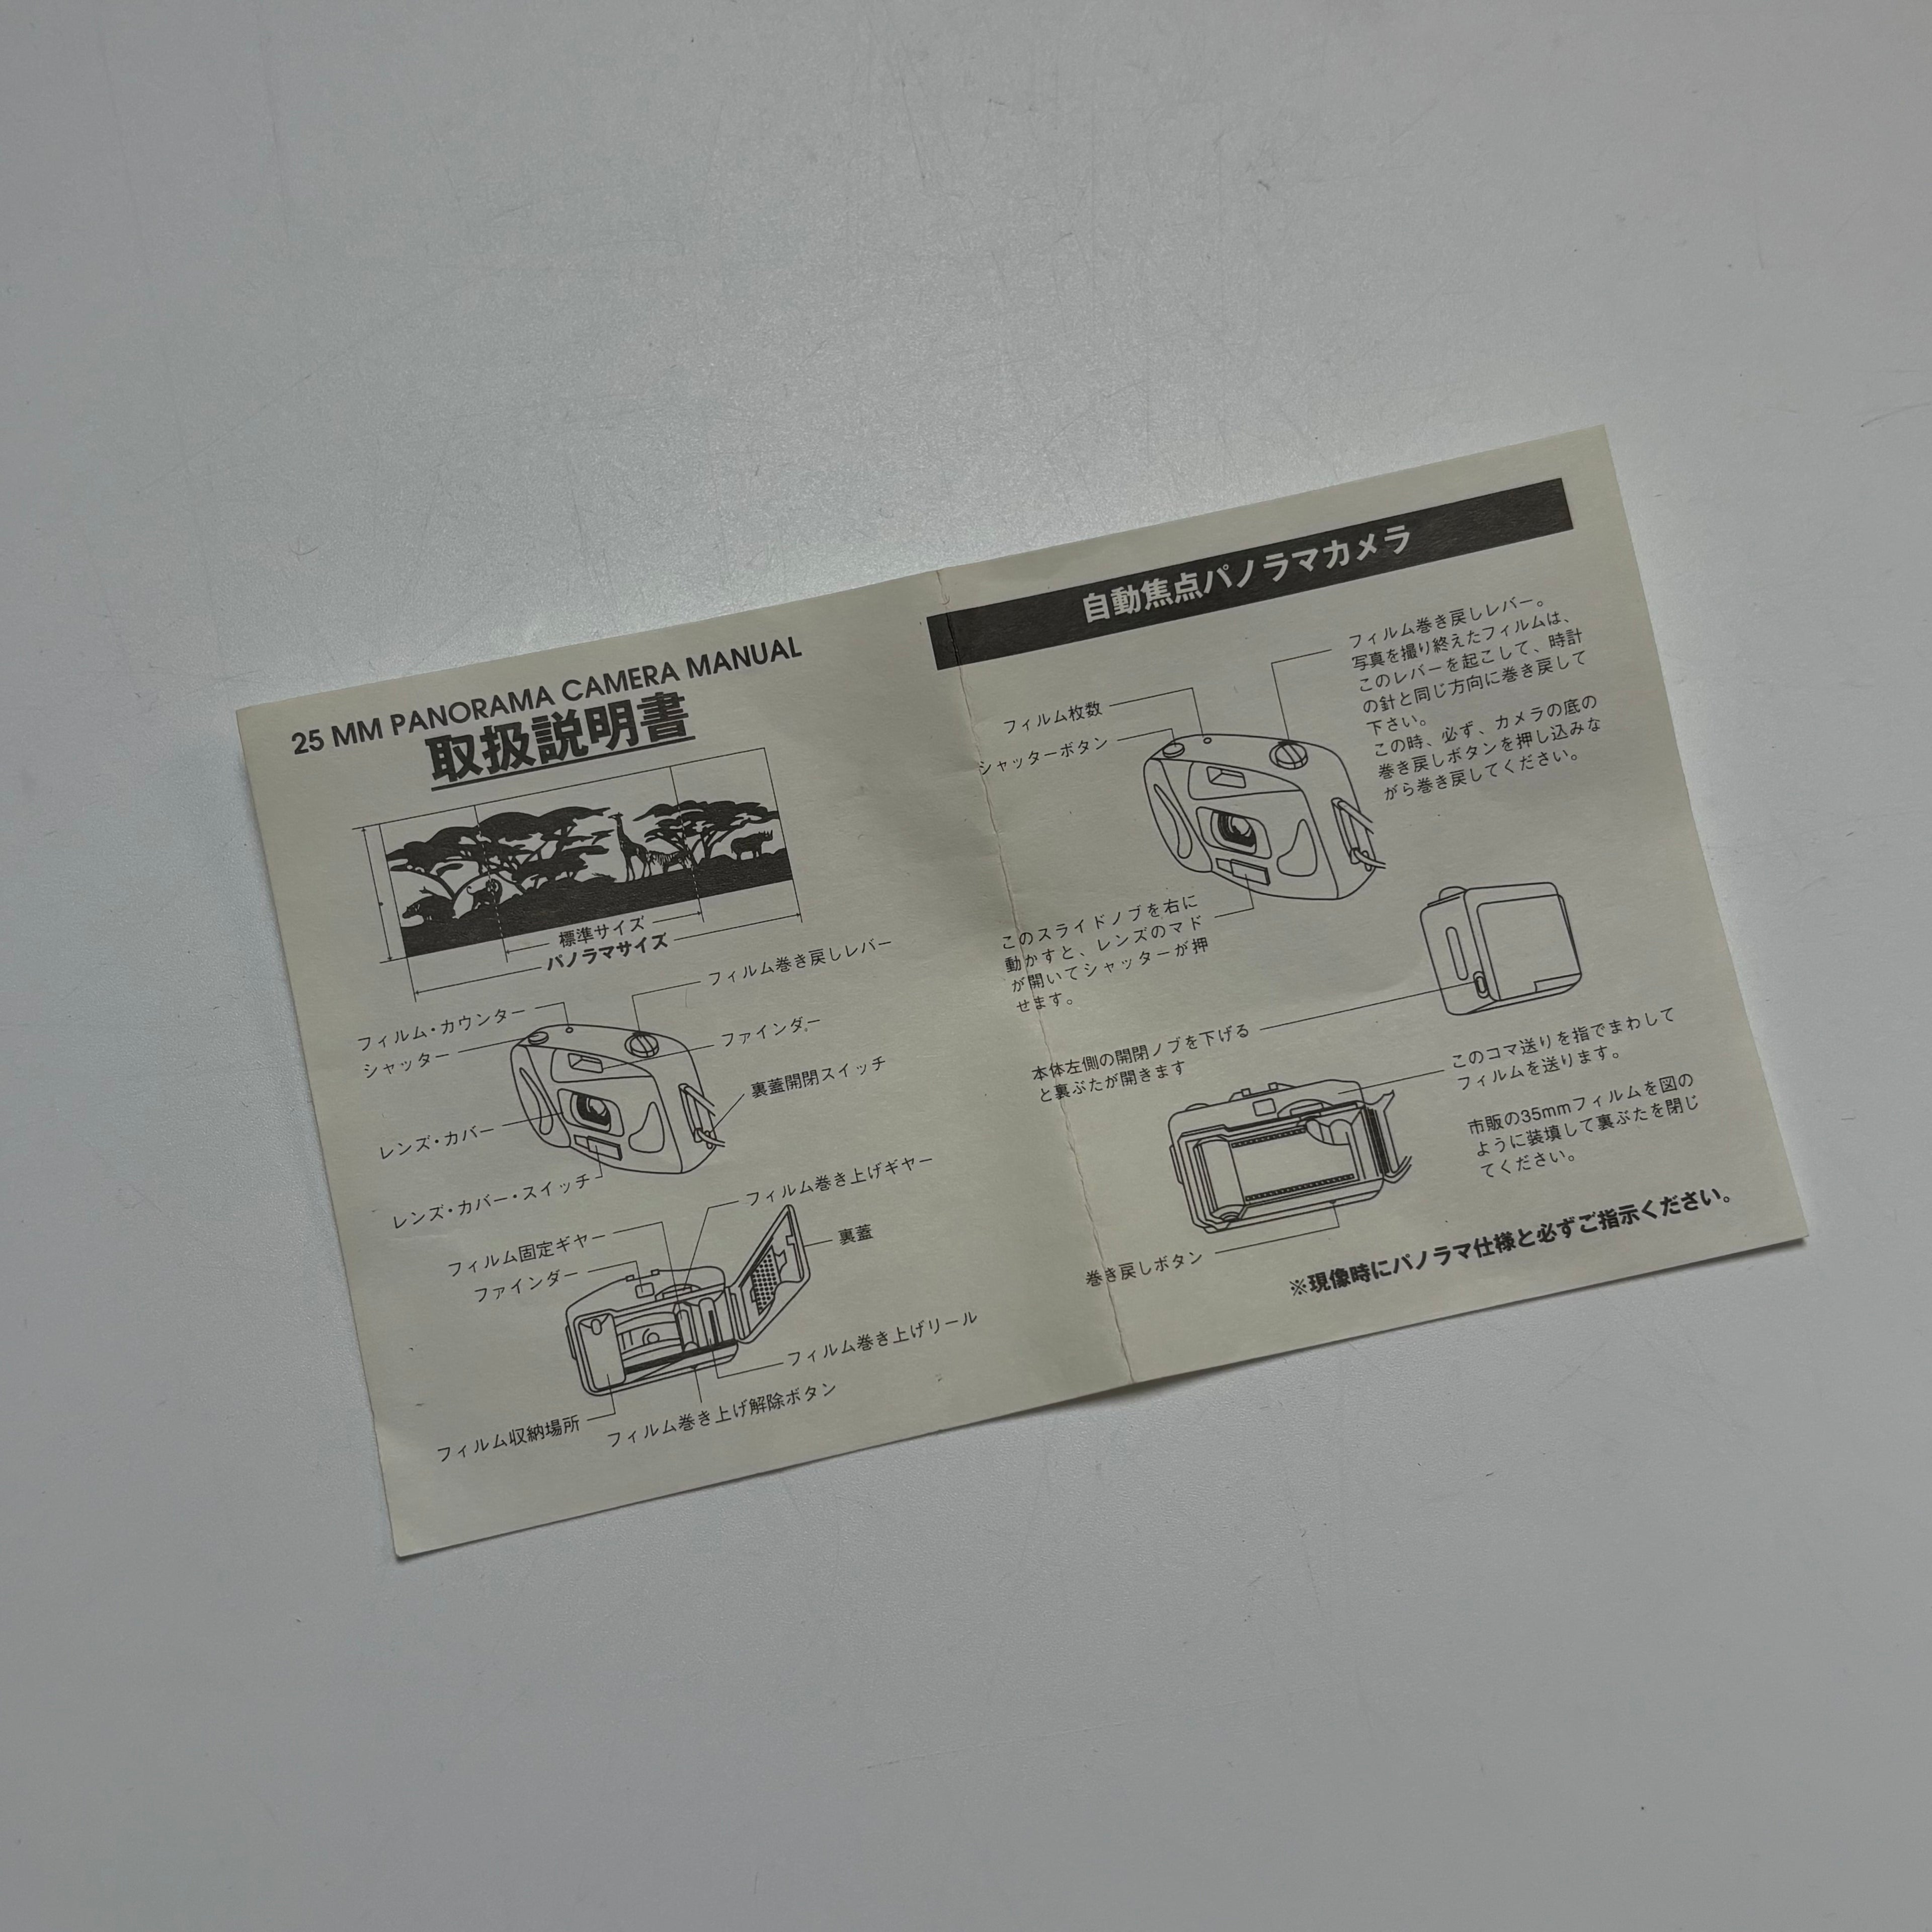 25 MM PANORAMA CAMERA MANUAL
取扱説明書
標準サイズ
パノラマサイズ
フィルム巻き戻しレバー
フィルム・カウンター
シャッター
ファインダー
裏蓋開閉スイッチ
レンズ・カバー
レンズ・カバー・スイッチ
フィルム巻き上げギヤー
フィルム固定ギヤー
ファインダー
裏蓋
フィルム巻き上げリール
フィルム巻き上げ解除ボタン
フィルム収納場所
自動焦点パノラマカメラ
フィルム巻き戻しレバー。
写真を撮り終えたフィルムは、
このレバーを起こして、時計
の針と同じ方向に巻き戻して
下さい。
この時、必ず、カメラの底の
巻き戻しボタンを押し込みな
がら巻き戻してください。
フィルム枚数
シャッターボタン
このスライドノブを右に
動かすと、レンズのマド
が開いてシャッターが押
せます。
本体左側の開閉ノブを下げる
と裏ぶたが開きます
このコマ送りを指でまわして
フィルムを送ります。
市販の35mmフィルムを図の
ように装填して裏ぶたを閉じ
てください。
巻き戻しボタン
※現像時にパノラマ仕様と必ずご指示ください。